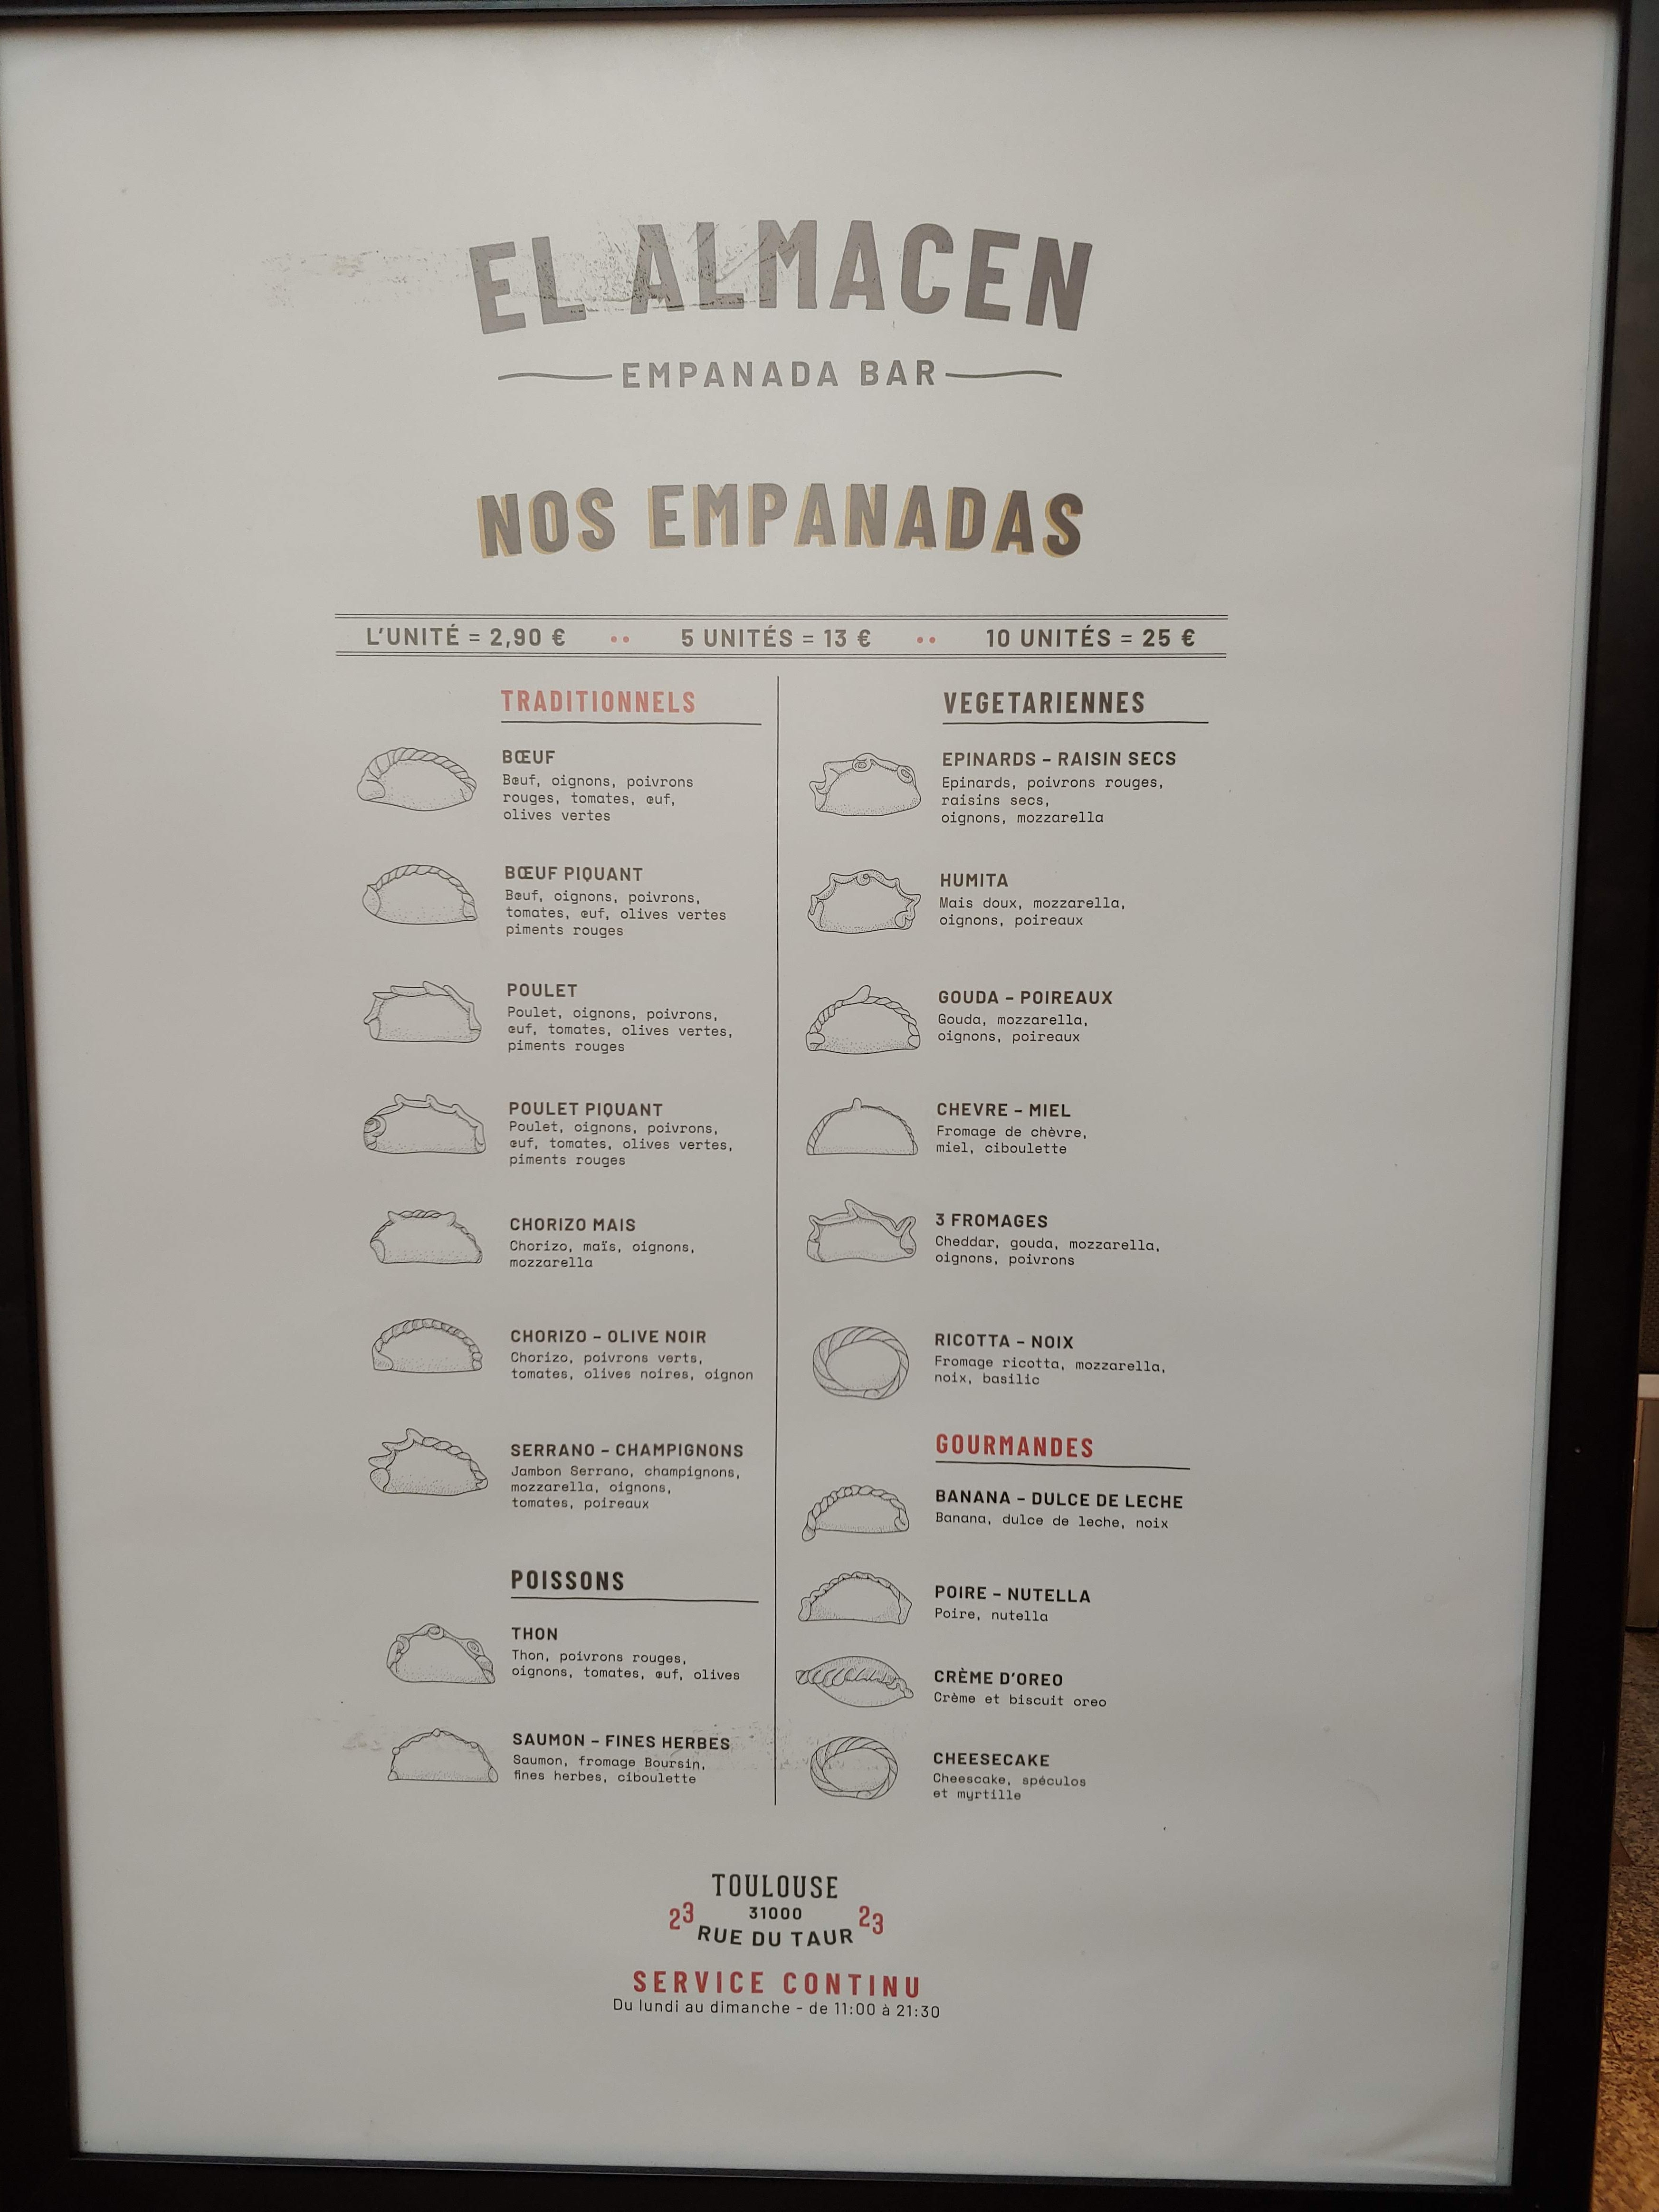 EL ALMACEN
EMPANADA BAR
NOS EMPANADAS
L'UNITÉ = 2,90 € •• 5 UNITÉS = 13 € •• 10 UNITÉS = 25 €
TRADITIONNELS
BŒUF
Bœuf, oignons, poivrons
rouges, tomates, œuf,
olives vertes
BŒUF PIQUANT
Bœuf, oignons, poivrons,
tomates, œuf, olives vertes
piments rouges
POULET
Poulet, oignons, poivrons,
œuf, tomates, olives vertes,
piments rouges
POULET PIQUANT
Poulet, oignons, poivrons,
œuf, tomates, olives vertes,
piments rouges
CHORIZO MAIS
Chorizo, maïs, oignons,
mozzarella
CHORIZO – OLIVE NOIR
Chorizo, poivrons verts,
tomates, olives noires, oignon
SERRANO – CHAMPIGNONS
Jambon Serrano, champignons,
mozzarella, oignons,
tomates, poireaux
POISSONS
THON
Thon, poivrons rouges,
oignons, tomates, œuf, olives
SAUMON – FINES HERBES
Saumon, fromage Boursin,
fines herbes, ciboulette
VEGETARIENNES
EPINARDS – RAISIN SECS
Epinards, poivrons rouges,
raisins secs,
oignons, mozzarella
HUMITA
Mais doux, mozzarella,
oignons, poireaux
GOUDA – POIREAUX
Gouda, mozzarella,
oignons, poireaux
CHEVRE – MIEL
Fromage de chèvre,
miel, ciboulette
3 FROMAGES
Cheddar, gouda, mozzarella,
oignons, poivrons
RICOTTA – NOIX
Fromage ricotta, mozzarella,
noix, basilic
GOURMANDES
BANANA – DULCE DE LECHE
Banana, dulce de leche, noix
POIRE – NUTELLA
Poire, nutella
CRÈME D'OREO
Crème et biscuit oreo
CHEESECAKE
Cheescake, spéculos
et myrtille
TOULOUSE
23 31000 23
RUE DU TAUR
SERVICE CONTINU
Du lundi au dimanche - de 11:00 à 21:30